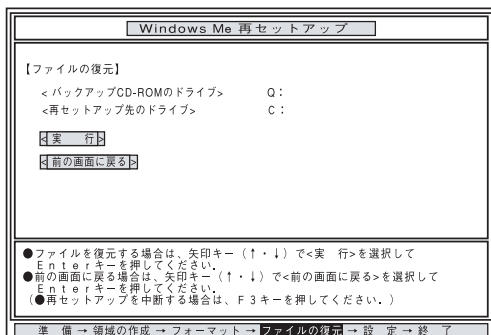 Windows Me 再セットアップ
【ファイルの復元】
<バックアップCD-ROMのドライブ> Q：
<再セットアップ先のドライブ> C：
<実　行>
<前の画面に戻る>
●ファイルを復元する場合は、矢印キー（↑・↓）で<実　行>を選択して
Ｅｎｔｅｒキーを押してください．
●前の画面に戻る場合は、矢印キー（↑・↓）で<前の画面に戻る>を選択して
Ｅｎｔｅｒキーを押してください．
（●再セットアップを中断する場合は、Ｆ３キーを押してください．）
準　備 → 領域の作成 → フォーマット → ファイルの復元 → 設　定 → 終　了